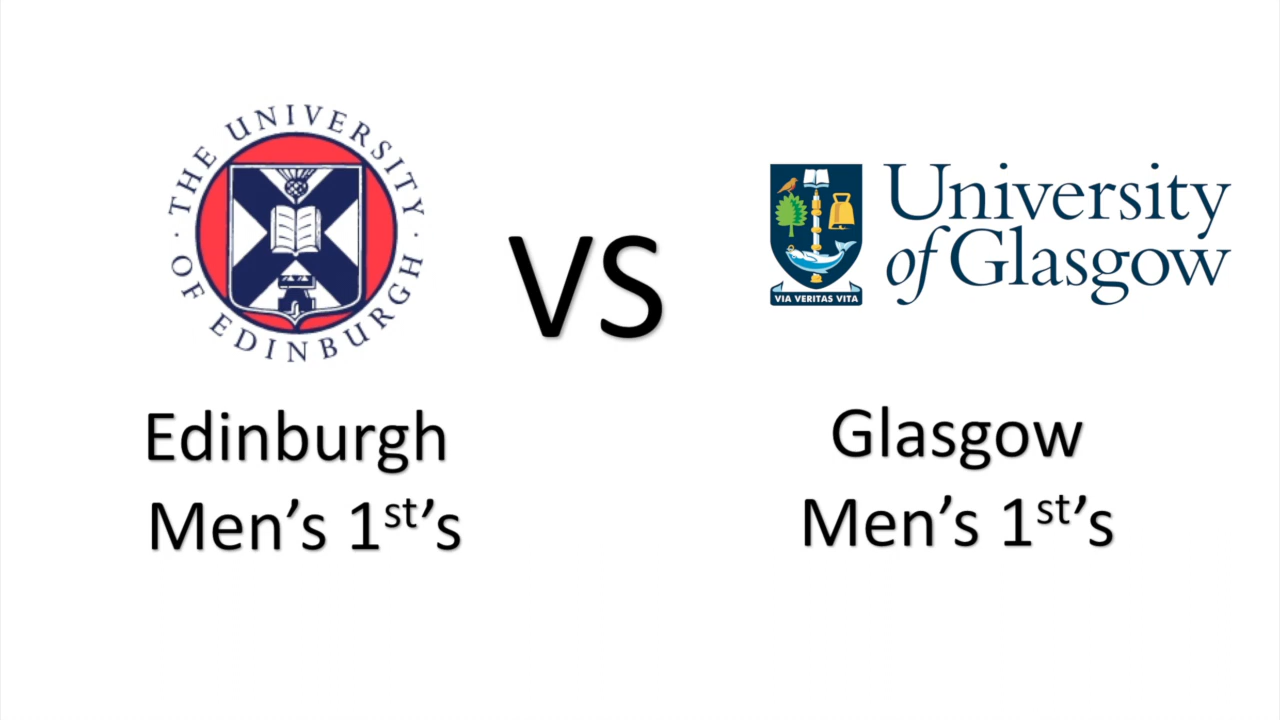 THE UNIVERSITY OF EDINBURGH
VS
VIA VERITAS VITA
University
of Glasgow
Edinburgh
Men’s 1st’s
Glasgow
Men’s 1st’s